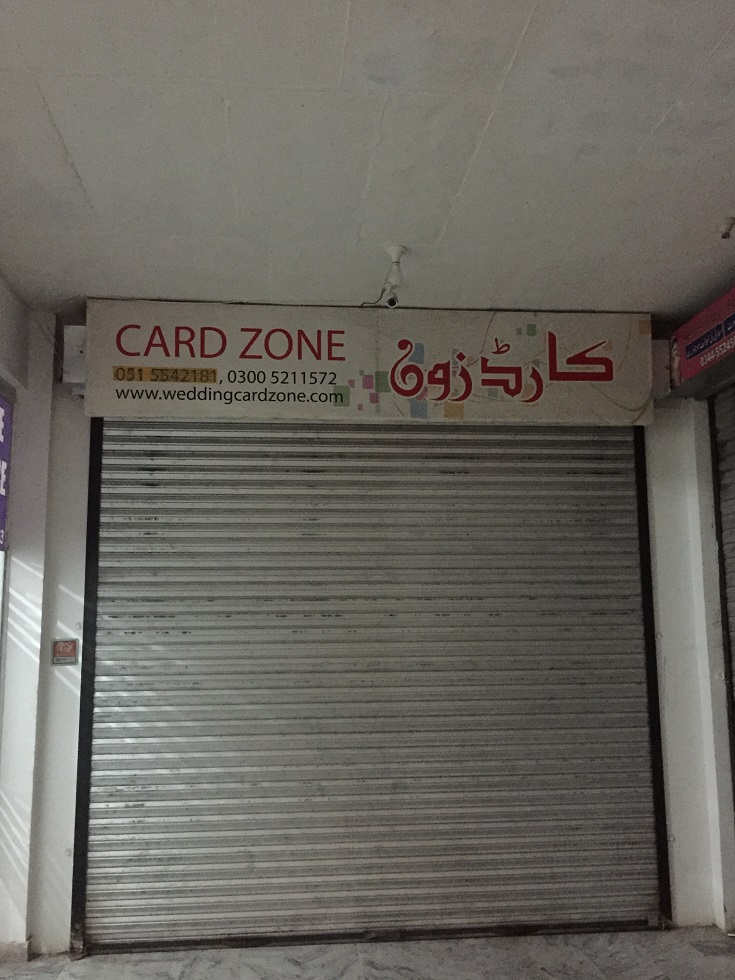 CARD ZONE
051 5542181, 0300 5211572
www.weddingcardzone.com
کارڈ زون